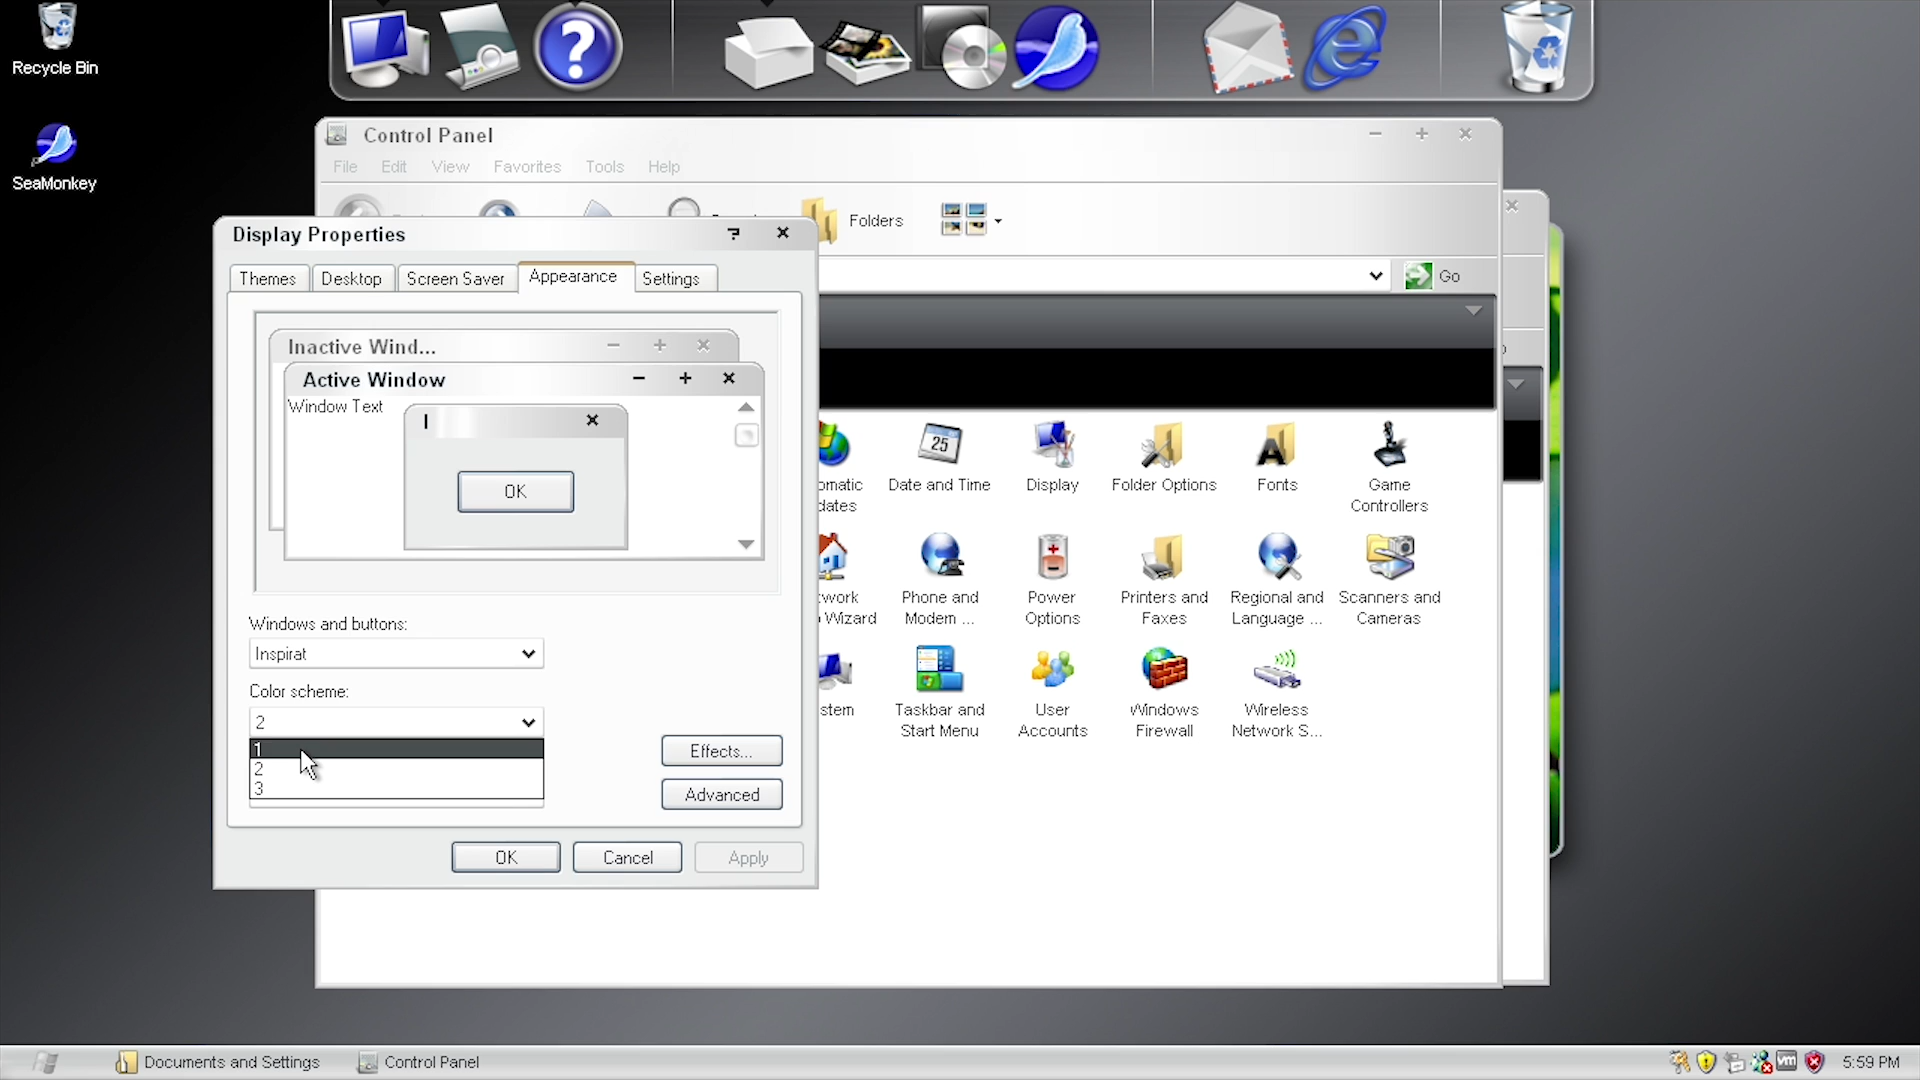 Recycle Bin
SeaMonkey
Control Panel
File Edit View Favorites Tools Help
Folders
Go
Display Properties
Themes Desktop Screen Saver Appearance Settings
Inactive Wind...
Active Window
Window Text
OK
Windows and buttons:
Inspirat
Color scheme:
2
1
2
3
Effects...
Advanced
OK Cancel Apply
Date and Time
Display
Folder Options
Fonts
Game
Controllers
Wizard
Phone and
Modem ...
Power
Options
Printers and
Faxes
Regional and
Language ...
Scanners and
Cameras
Taskbar and
Start Menu
User
Accounts
Windows
Firewall
Wireless
Network S...
25
Documents and Settings
Control Panel
vm
5:59 PM